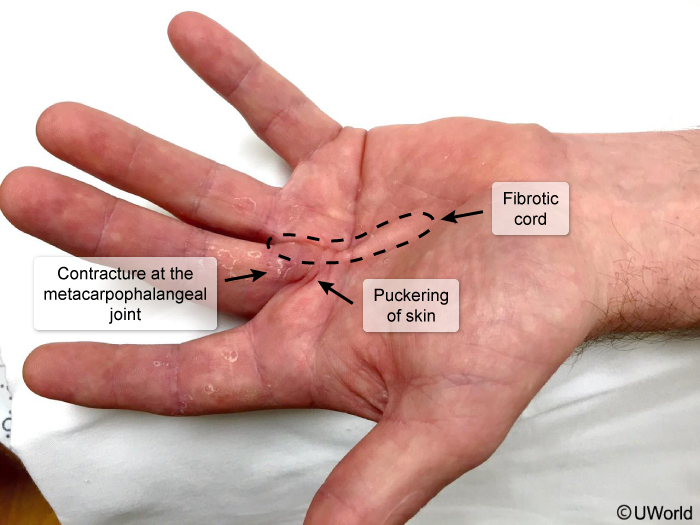 Fibrotic
cord
Contracture at the
metacarpophalangeal
joint
Puckering
of skin
©UWorld